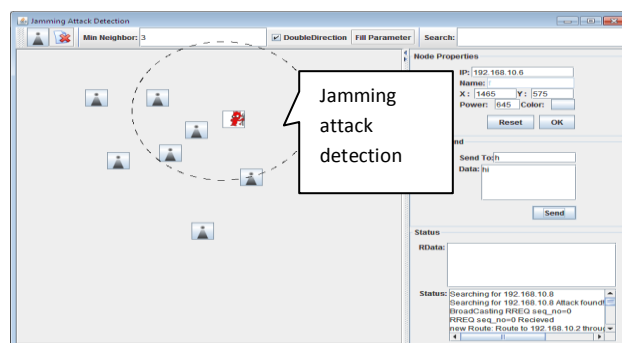 Jamming Attack Detection
Min Neighbor: 3
DoubleDirection
Fill Parameter
Search:
Node Properties
IP: 192.168.10.6
Name:
X : 1465 Y : 575
Power: 645 Color:
Reset OK
Jamming
attack
detection
nd
Send To: h
Data: hi
Send
Status
RData:
Status: Searching for 192.168.10.8
Searching for 192.168.10.8 Attack found!
BroadCasting RREQ seq_no=0
RREQ seq_no=0 Recieved
new Route: Route to 192.168.10.2 throu